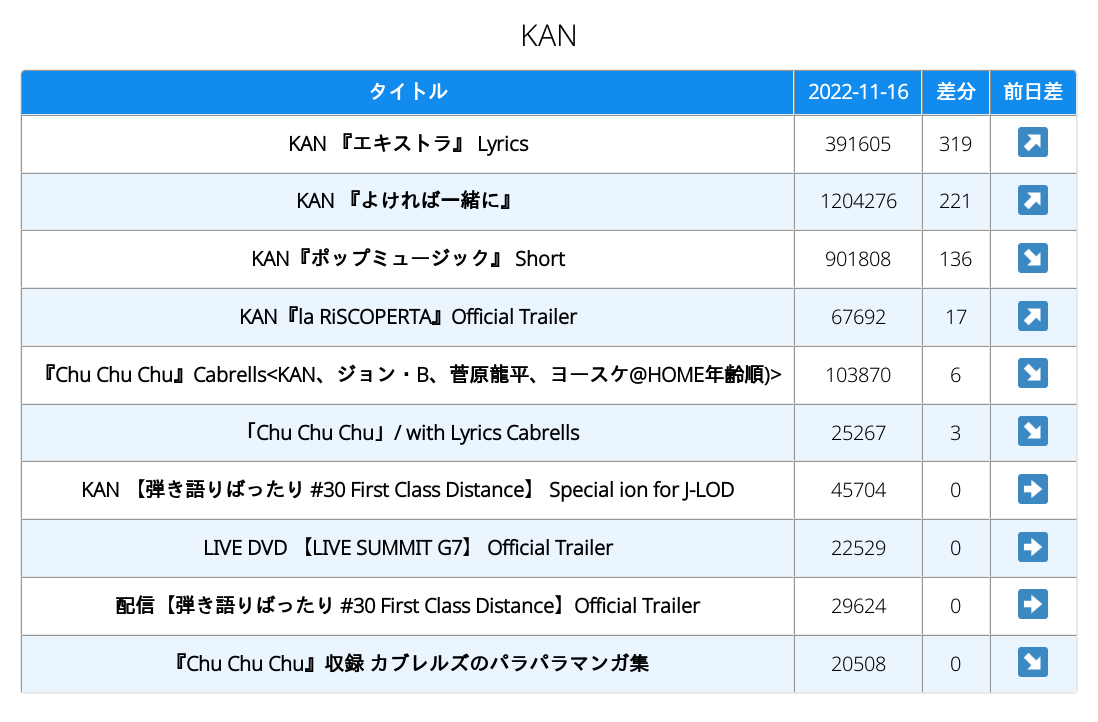 KAN
タイトル 2022-11-16 差分 前日差
KAN 『エキストラ』 Lyrics 391605 319
KAN 『よければ一緒に』 1204276 221
KAN『ポップミュージック』 Short 901808 136
KAN『la RiSCOPERTA』Official Trailer 67692 17
『Chu Chu Chu』Cabrells<KAN、ジョン・B、菅原龍平、ヨースケ@HOME年齢順)> 103870 6
「Chu Chu Chu」/ with Lyrics Cabrells 25267 3
KAN 【弾き語りばったり #30 First Class Distance】 Special ion for J-LOD 45704 0
LIVE DVD 【LIVE SUMMIT G7】 Official Trailer 22529 0
配信【弾き語りばったり #30 First Class Distance】Official Trailer 29624 0
『Chu Chu Chu』収録 カブレルズのパラパラマンガ集 20508 0